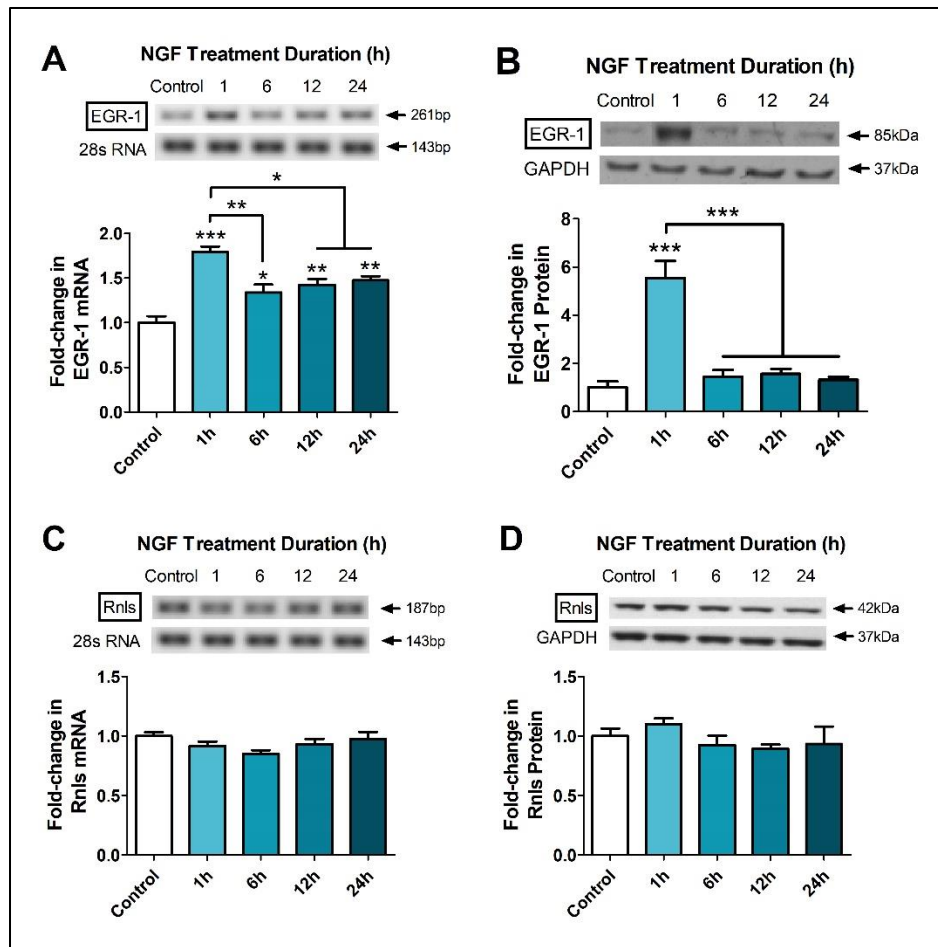 A
NGF Treatment Duration (h)
Control 1 6 12 24
EGR-1
261bp
28s RNA
143bp
*
**
***
*
**
**
Fold-change in
EGR-1 mRNA
2.0
1.5
1.0
0.5
0.0
Control 1h 6h 12h 24h
B
NGF Treatment Duration (h)
Control 1 6 12 24
EGR-1
85kDa
GAPDH
37kDa
***
***
Fold-change in
EGR-1 Protein
8
6
4
2
0
Control 1h 6h 12h 24h
C
NGF Treatment Duration (h)
Control 1 6 12 24
Rnls
187bp
28s RNA
143bp
Fold-change in
Rnls mRNA
1.5
1.0
0.5
0.0
Control 1h 6h 12h 24h
D
NGF Treatment Duration (h)
Control 1 6 12 24
Rnls
42kDa
GAPDH
37kDa
Fold-change in
Rnls Protein
1.5
1.0
0.5
0.0
Control 1h 6h 12h 24h